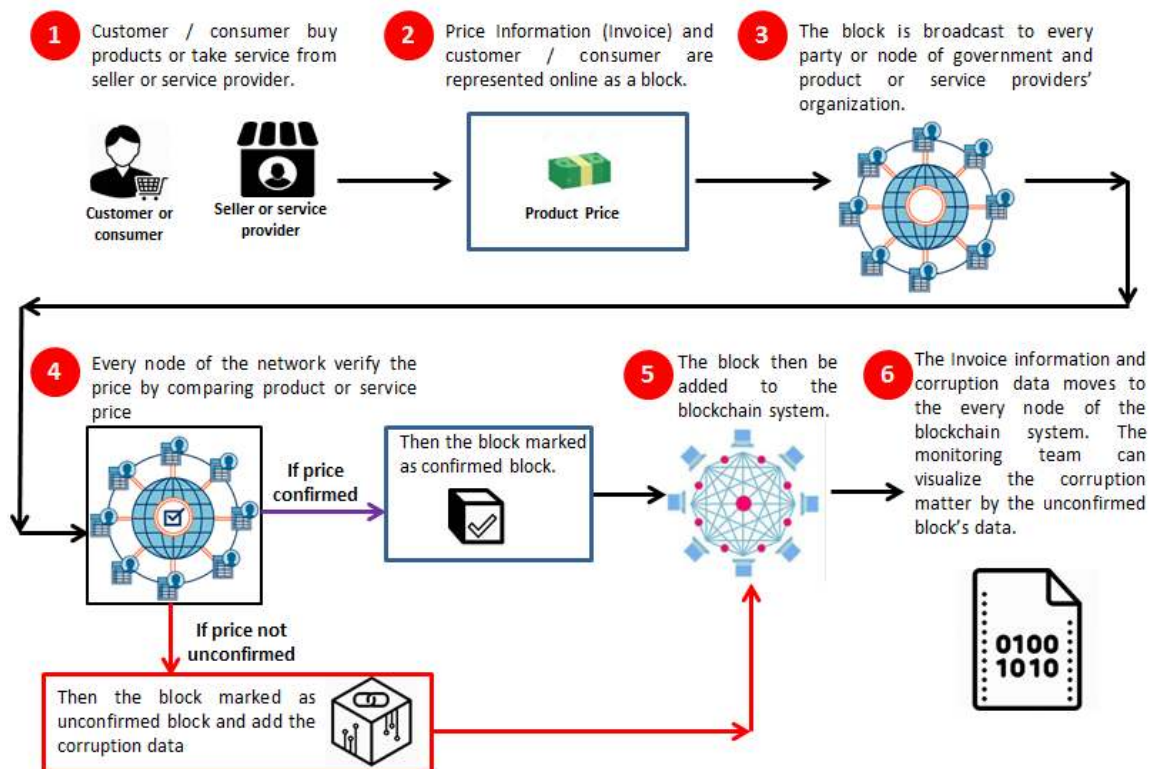 1
Customer / consumer buy
products or take service from
seller or service provider.
2
Price Information (Invoice) and
customer / consumer are
represented online as a block.
3
The block is broadcast to every
party or node of government and
product or service providers'
organization.
Customer or
consumer
Seller or service
provider
Product Price
4
Every node of the network verify the
price by comparing product or service
price
If price
confirmed
Then the block marked
as confirmed block.
5
The block then be
added to the
blockchain system.
6
The Invoice information and
corruption data moves to
the every node of the
blockchain system. The
monitoring team can
visualize the corruption
matter by the unconfirmed
block's data.
If price not
unconfirmed
Then the block marked as
unconfirmed block and add the
corruption data
0100
1010